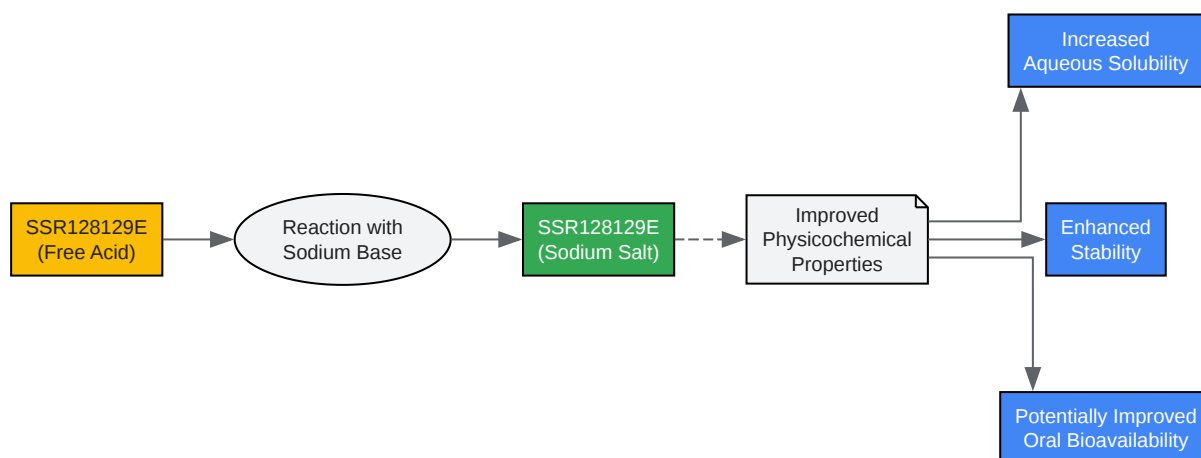 SSR128129E
(Free Acid)
Reaction with
Sodium Base
SSR128129E
(Sodium Salt)
Improved
Physicochemical
Properties
Increased
Aqueous Solubility
Enhanced
Stability
Potentially Improved
Oral Bioavailability